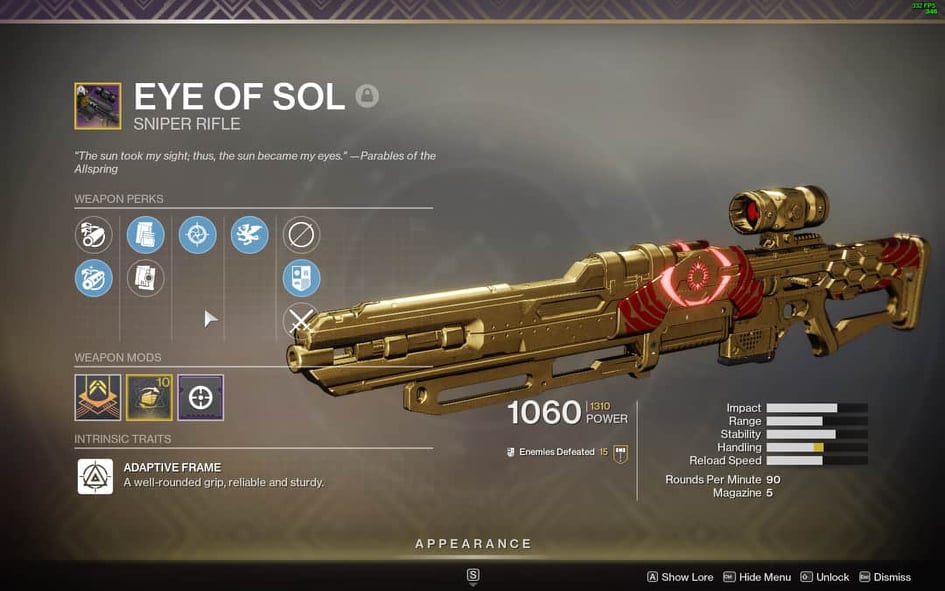 332 FPS
EYE OF SOL
SNIPER RIFLE
"The sun took my sight; thus, the sun became my eyes." —Parables of the
Allspring
WEAPON PERKS
WEAPON MODS
10
INTRINSIC TRAITS
ADAPTIVE FRAME
A well-rounded grip, reliable and sturdy.
1060 1310
POWER
Enemies Defeated 15
Impact
Range
Stability
Handling
Reload Speed
Rounds Per Minute 90
Magazine 5
APPEARANCE
S
A Show Lore
Hide Menu
Unlock
Dismiss